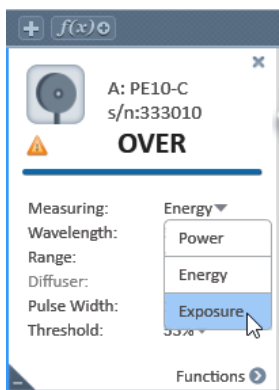 f(x)
A: PE10-C
s/n:333010
OVER
Measuring: Energy
Wavelength:
Power
Range:
Diffuser:
Energy
Pulse Width:
Exposure
Threshold:
Functions